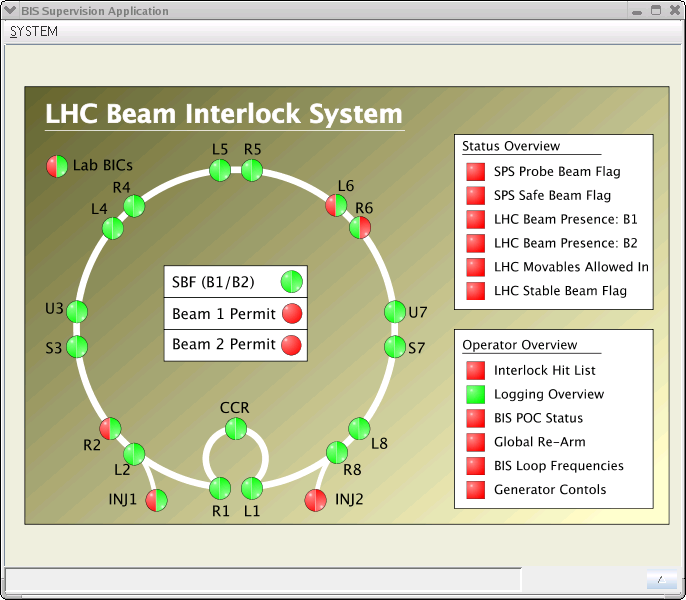 BIS Supervision Application
SYSTEM
LHC Beam Interlock System
Lab BICs
L5
R5
R4
L4
L6
R6
U3
S3
SBF (B1/B2)
Beam 1 Permit
Beam 2 Permit
U7
S7
CCR
R2
L2
L8
R8
INJ1
R1
L1
INJ2
Status Overview
SPS Probe Beam Flag
SPS Safe Beam Flag
LHC Beam Presence: B1
LHC Beam Presence: B2
LHC Movables Allowed In
LHC Stable Beam Flag
Operator Overview
Interlock Hit List
Logging Overview
BIS POC Status
Global Re-Arm
BIS Loop Frequencies
Generator Contols